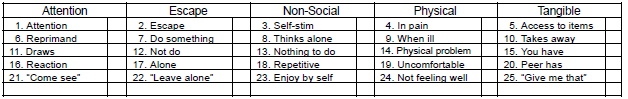 Attention Escape Non-Social Physical Tangible
1. Attention 2. Escape 3. Self-stim 4. In pain 5. Access to items
6. Reprimand 7. Do something 8. Thinks alone 9. When ill 10. Takes away
11. Draws 12. Not do 13. Nothing to do 14. Physical problem 15. You have
16. Reaction 17. Alone 18. Repetitive 19. Uncomfortable 20. Peer has
21. "Come see" 22. "Leave alone" 23. Enjoy by self 24. Not feeling well 25. "Give me that"